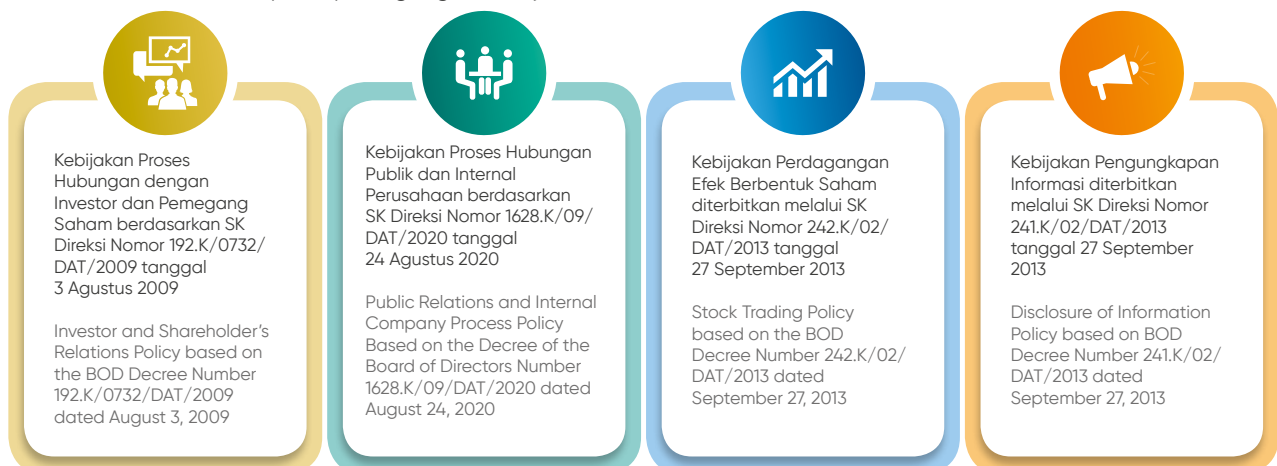 Kebijakan Proses
Hubungan dengan
Investor dan Pemegang
Saham berdasarkan SK
Direksi Nomor 192.K/0732/
DAT/2009 tanggal
3 Agustus 2009
Investor and Shareholder's
Relations Policy based on
the BOD Decree Number
192.K/0732/DAT/2009
dated August 3, 2009
Kebijakan Proses Hubungan
Publik dan Internal
Perusahaan berdasarkan
SK Direksi Nomor 1628.K/09/
DAT/2020 tanggal
24 Agustus 2020
Public Relations and Internal
Company Process Policy
Based on the Decree of the
Board of Directors Number
1628.K/09/DAT/2020 dated
August 24, 2020
Kebijakan Perdagangan
Efek Berbentuk Saham
diterbitkan melalui SK
Direksi Nomor 242.K/02/
DAT/2013 tanggal
27 September 2013
Stock Trading Policy
based on the BOD
Decree Number 242.K/02/
DAT/2013 dated
September 27, 2013
Kebijakan Pengungkapan
Informasi diterbitkan
melalui SK Direksi Nomor
241.K/02/DAT/2013
tanggal 27 September
2013
Disclosure of Information
Policy based on BOD
Decree Number 241.K/02/
DAT/2013 dated
September 27, 2013